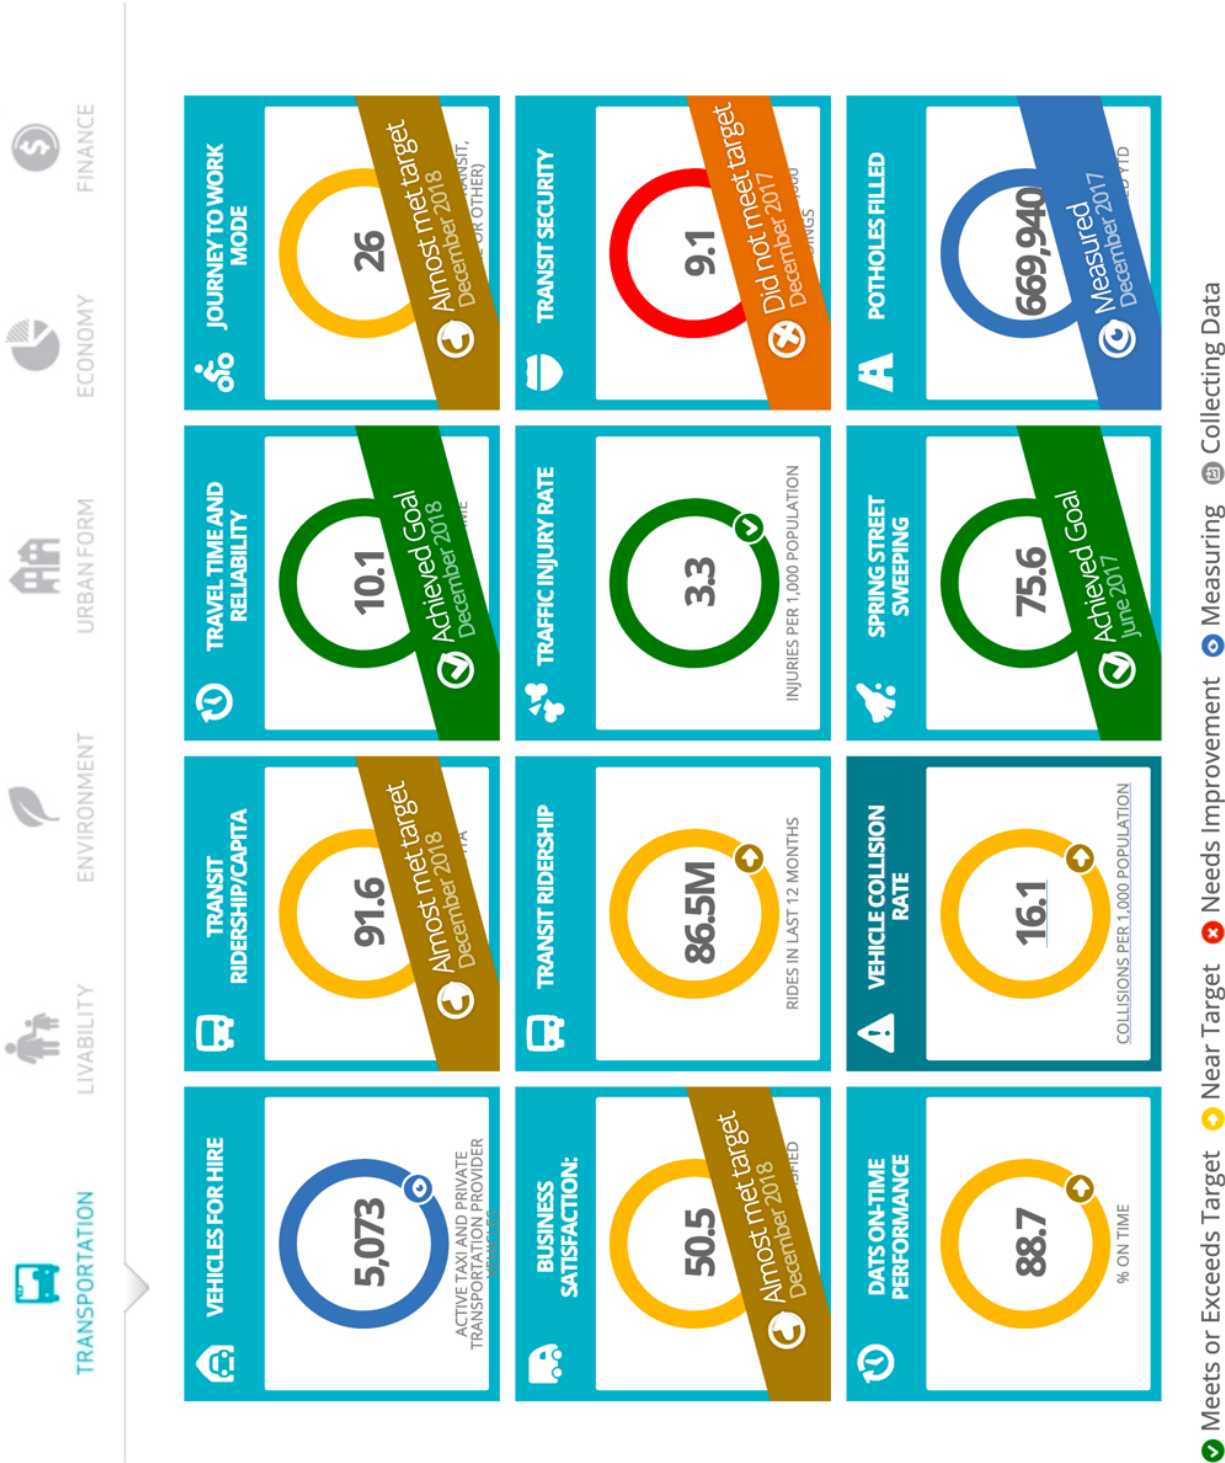 TRANSPORTATION
LIVABILITY
ENVIRONMENT
URBAN FORM
ECONOMY
FINANCE
VEHICLES FOR HIRE
5,073
ACTIVE TAXI AND PRIVATE
TRANSPORTATION PROVIDER
VEHICLES
TRANSIT
RIDERSHIP/CAPITA
91.6
Almost met target
December 2018
TRAVEL TIME AND
RELIABILITY
10.1
Achieved Goal
December 2018
JOURNEY TO WORK
MODE
26
OR OTHER)
Almost met target
December 2018
BUSINESS
SATISFACTION:
50.5
Almost met target
December 2018
TRANSIT RIDERSHIP
86.5M
RIDES IN LAST 12 MONTHS
TRAFFIC INJURY RATE
3.3
INJURIES PER 1,000 POPULATION
TRANSIT SECURITY
9.1
Did not meet target
December 2017
DATS ON-TIME
PERFORMANCE
88.7
% ON TIME
VEHICLE COLLISION
RATE
16.1
COLLISIONS PER 1,000 POPULATION
SPRING STREET
SWEEPING
75.6
Achieved Goal
June 2017
POTHOLES FILLED
669,940
YTD
Measured
December 2017
Meets or Exceeds Target Near Target Needs Improvement Measuring Collecting Data